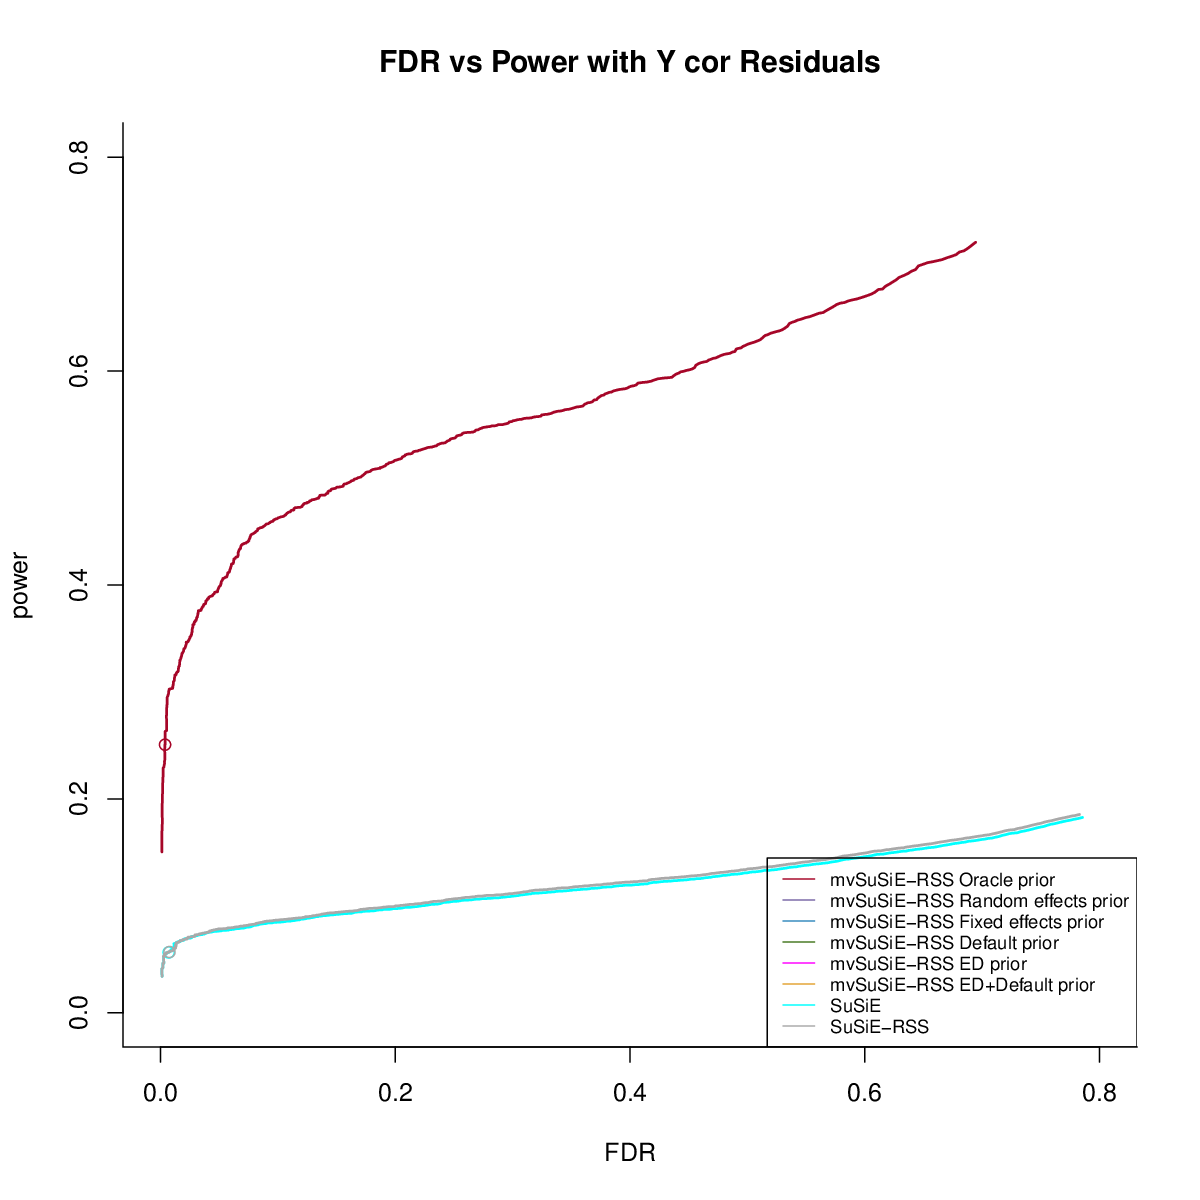 FDR vs Power with Y cor Residuals
power
0.8
0.6
0.4
0.2
0.0
mvSuSiE−RSS Oracle prior
mvSuSiE−RSS Random effects prior
mvSuSiE−RSS Fixed effects prior
mvSuSiE−RSS Default prior
mvSuSiE−RSS ED prior
mvSuSiE−RSS ED+Default prior
SuSiE
SuSiE−RSS
0.0 0.2 0.4 0.6 0.8
FDR